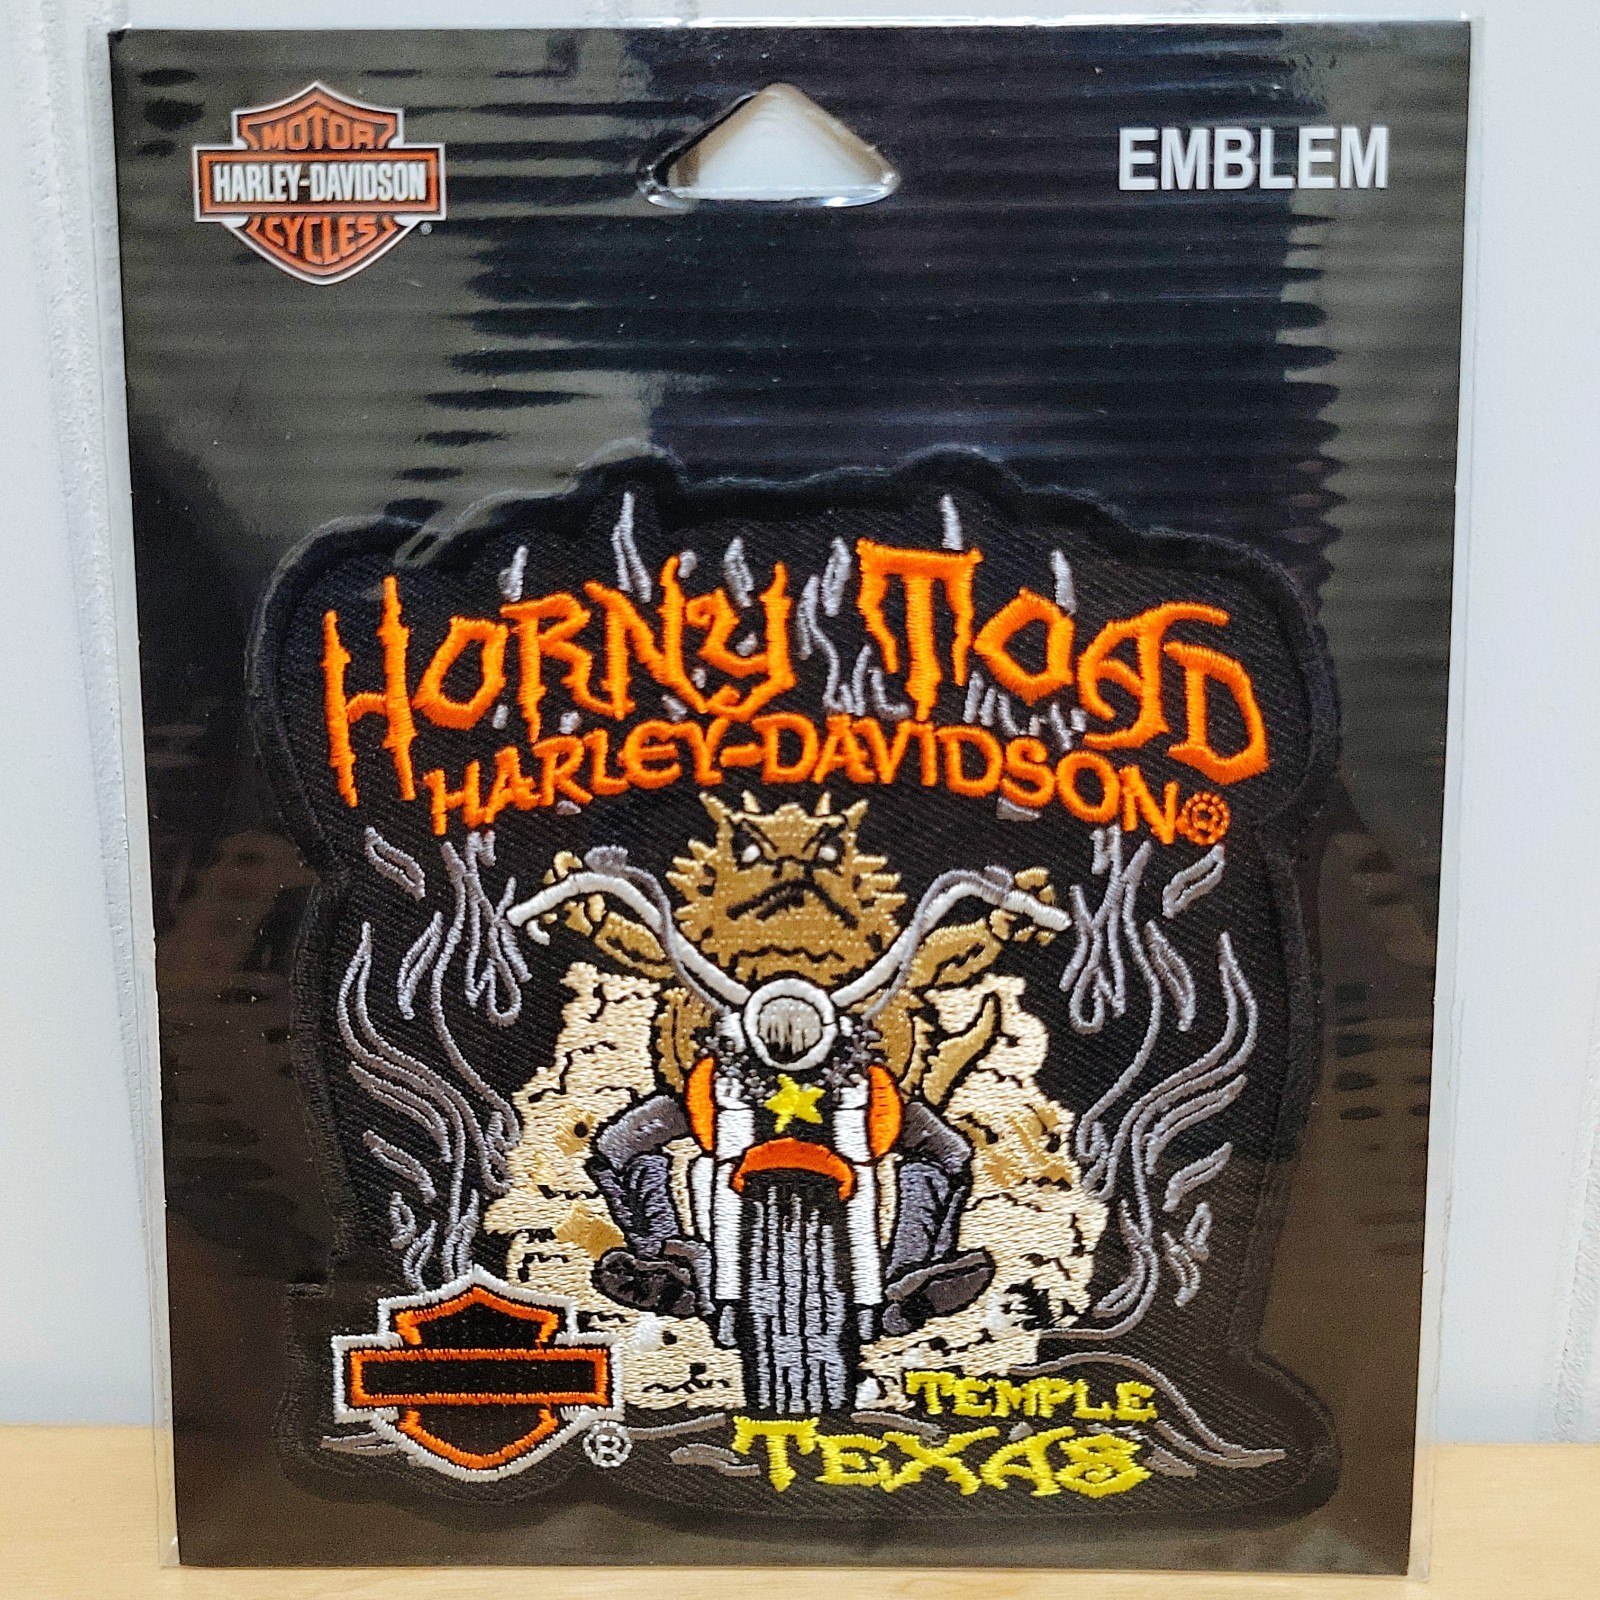 MOTOR
HARLEY-DAVIDSON
CYCLES
®
EMBLEM
HORNY TOAD
HARLEY-DAVIDSON®
TEMPLE
TEXAS
®